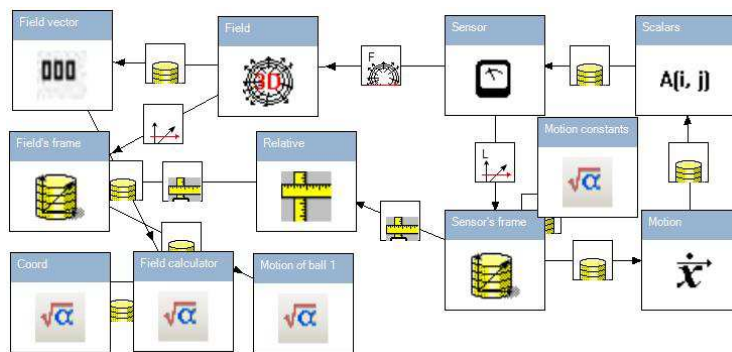 Field vector
Field
Sensor
Scalars
000
3D
F
A(i, j)
Field's frame
Relative
L
Motion constants
√α
Sensor's frame
Motion
ẋ
Coord
Field calculator
Motion of ball 1
√α
√α
√α